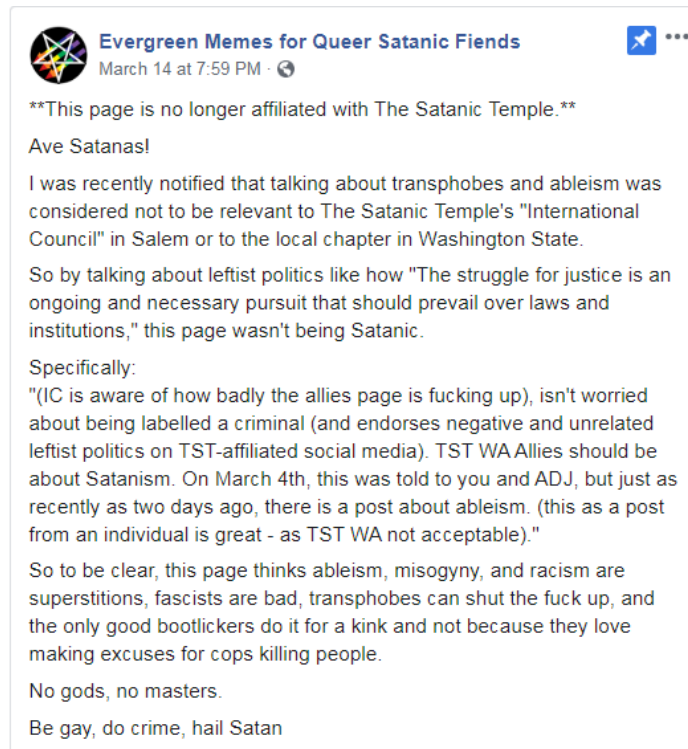 Evergreen Memes for Queer Satanic Fiends
March 14 at 7:59 PM ·
**This page is no longer affiliated with The Satanic Temple.**
Ave Satanas!
I was recently notified that talking about transphobes and ableism was
considered not to be relevant to The Satanic Temple's "International
Council" in Salem or to the local chapter in Washington State.
So by talking about leftist politics like how "The struggle for justice is an
ongoing and necessary pursuit that should prevail over laws and
institutions," this page wasn't being Satanic.
Specifically:
"(IC is aware of how badly the allies page is fucking up), isn't worried
about being labelled a criminal (and endorses negative and unrelated
leftist politics on TST-affiliated social media). TST WA Allies should be
about Satanism. On March 4th, this was told to you and ADJ, but just as
recently as two days ago, there is a post about ableism. (this as a post
from an individual is great - as TST WA not acceptable)."
So to be clear, this page thinks ableism, misogyny, and racism are
superstitions, fascists are bad, transphobes can shut the fuck up, and
the only good bootlickers do it for a kink and not because they love
making excuses for cops killing people.
No gods, no masters.
Be gay, do crime, hail Satan